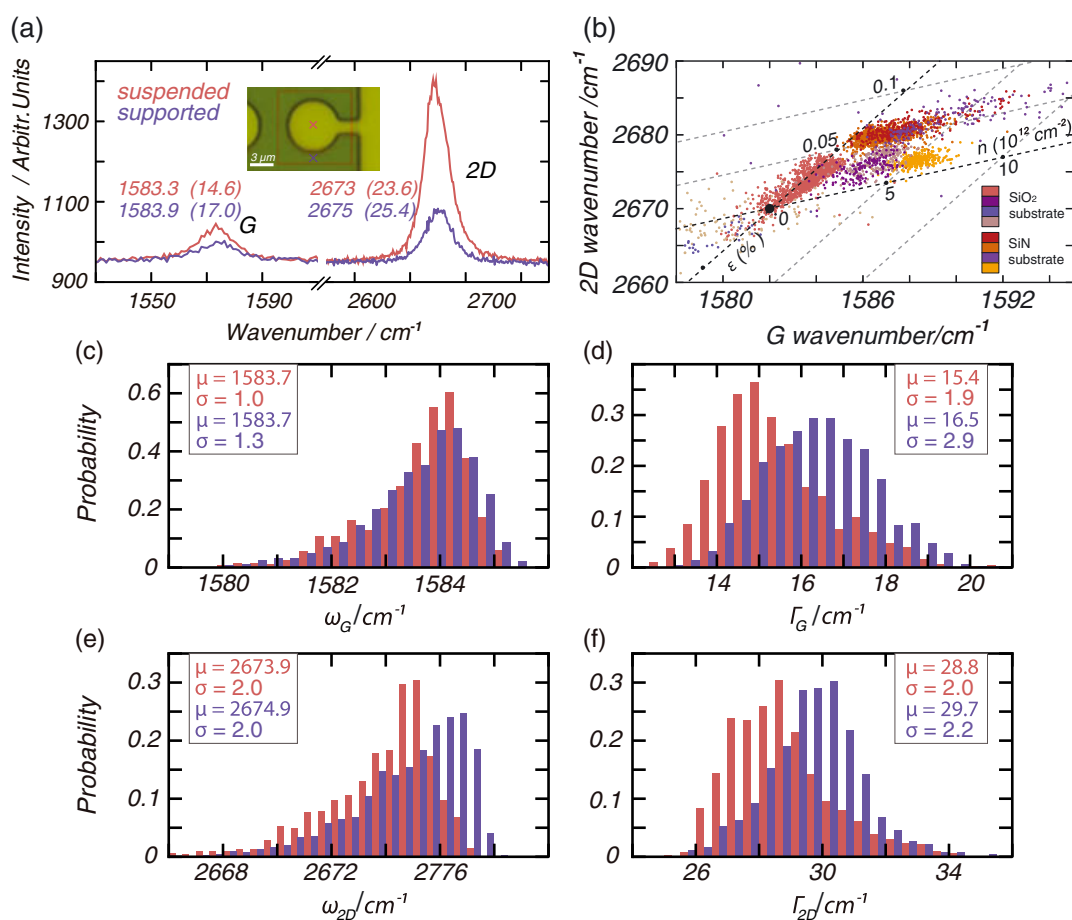 (a)
Intensity / Arbitr. Units
1300
1100
900
suspended
supported
3 µm
1583.3 (14.6)
2673 (23.6)
1583.9 (17.0)
2675 (25.4)
G
2D
1550
1590
2600
2700
Wavenumber / cm-1
(b)
2D wavenumber /cm-1
2690
2680
2670
2660
0.1
0.05
0
ε (%)
n (10¹² cm⁻²)
10
5
SiO₂
substrate
SiN
substrate
1580
1586
1592
G wavenumber/cm-1
(c)
Probability
0.6
0.4
0.2
0
μ = 1583.7
σ = 1.0
μ = 1583.7
σ = 1.3
1580
1582
1584
ωG/cm-1
(d)
0.3
0.2
0.1
0
μ = 15.4
σ = 1.9
μ = 16.5
σ = 2.9
14
16
18
20
ΓG/cm-1
(e)
Probability
0.3
0.2
0.1
0
μ = 2673.9
σ = 2.0
μ = 2674.9
σ = 2.0
2668
2672
2776
ω2D/cm-1
(f)
0.3
0.2
0.1
0
μ = 28.8
σ = 2.0
μ = 29.7
σ = 2.2
26
30
34
Γ2D/cm-1